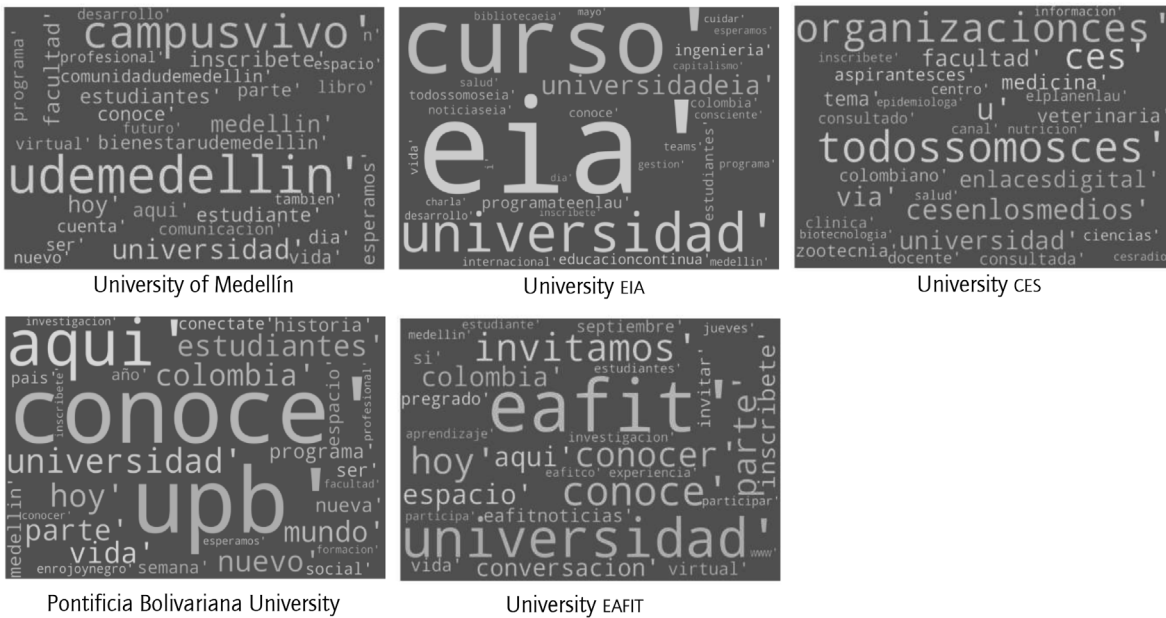 desarrollo'
campusvivo'
n'
programa'
facultad'
profesional'
inscribete
espacio'
comunidadudemedellin'
estudiantes'
parte'
libro'
conoce'
futuro'
medellin'
virtual'
bienestarudemedellin'
udemedellin'
esperamos'
hoy'
aqui'
tambien'
estudiante'
cuenta'
comunicacion'
dia'
ser'
nuevo'
universidad'
vida'
University of Medellín
bibliotecaeia'
mayo'
curso'
cuidar'
esperamos'
ingenieria'
capitalismo'
salud'
universidadeia'
todossomoseia'
noticiaseia'
colombia'
consciente'
conoce'
eia'
vida'
i'
teams'
estudiantes'
gestion'
programa'
dia'
charla'
programateenlau'
desarrollo'
inscribete'
universidad'
internacional'
educacioncontinua'
medellin'
University EIA
informacion'
organizacionces'
inscribete'
facultad'
ces'
aspirantesces'
centro'
medicina'
tema'
epidemiologa'
u'
elplanenlau'
consultado'
veterinaria
canal'
nutricion'
todossomosces'
colombiano'
enlacesdigital'
via'
salud'
cesenlosmedios'
clinica'
biotecnologia'
universidad'
ciencias'
zootecnia'
docente'
consultada'
cesradio'
University CES
investigacion'
conectate'
historia'
aqui'
estudiantes'
pais'
año'
colombia'
inscribete'
espacio'
profesional'
conoce'
universidad'
programa'
ser'
upb'
facultad'
hoy'
nueva'
medellin'
conocer'
parte'
mundo'
esperamos'
vida'
formacion'
nuevo'
enrojoynegro'
semana'
social'
Pontificia Bolivariana University
estudiante'
septiembre'
jueves'
medellin'
invitamos'
si'
estudiantes'
colombia'
invitar'
inscribete'
pregrado'
eafit'
parte'
aprendizaje'
investigacion'
hoy'
aqui'
conocer'
eafitco'
experiencia'
espacio'
conoce'
participar'
participa'
eafitnoticias'
universidad'
www'
vida'
conversacion'
virtual'
University EAFIT